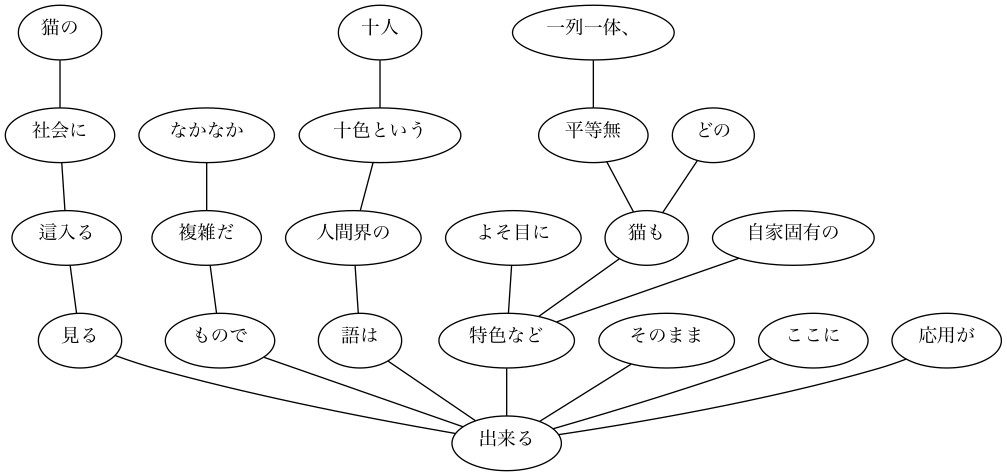 猫の
十人
一列一体、
社会に
なかなか
十色という
平等無
どの
這入る
複雑だ
人間界の
よそ目に
猫も
自家固有の
見る
もので
語は
特色など
そのまま
ここに
応用が
出来る